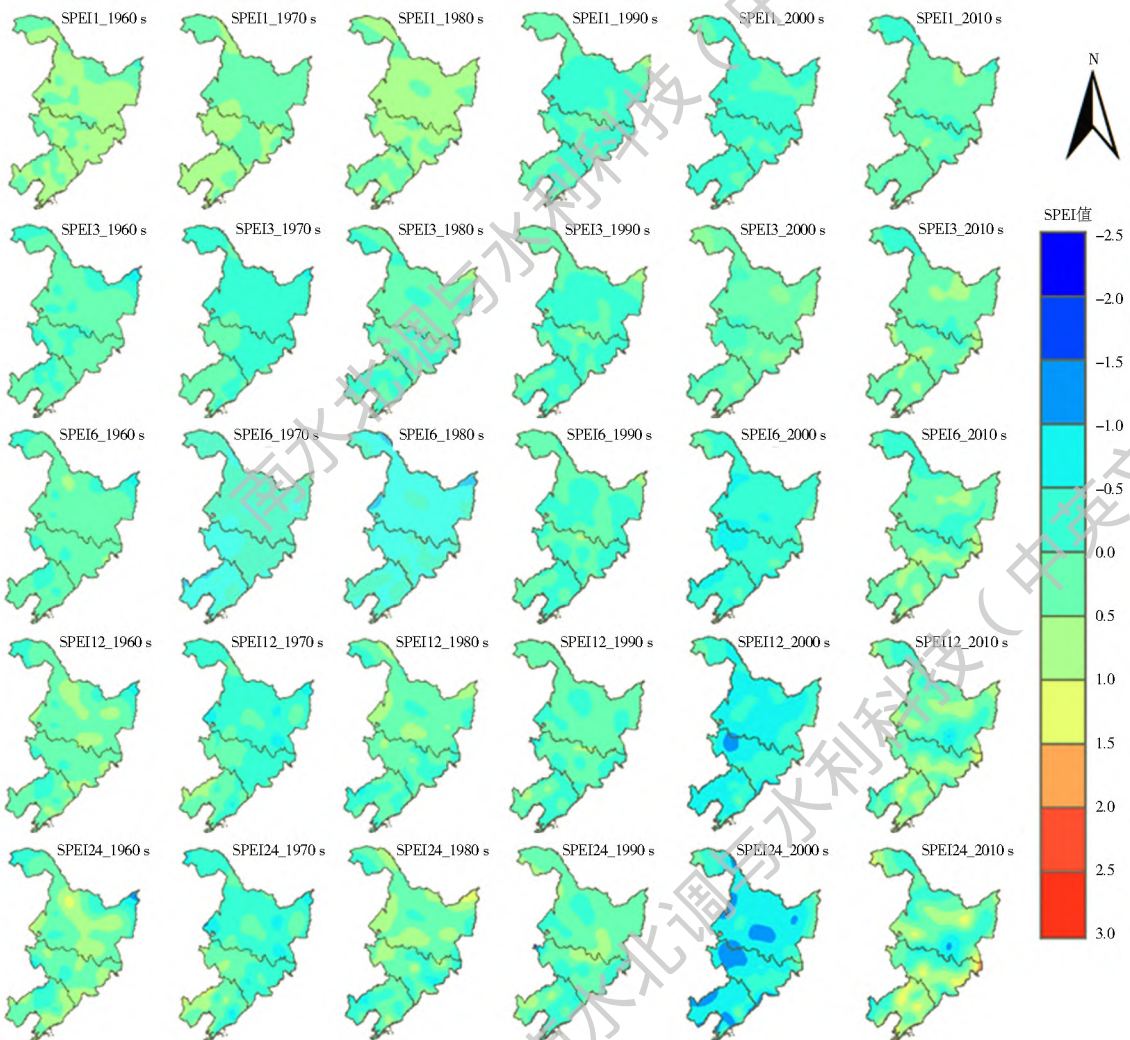 SPEI1_1960 s
SPEI1_1970 s
SPEI1_1980 s
SPEI1_1990 s
SPEI1_2000 s
SPEI1_2010 s
N
SPEI3_1960 s
SPEI3_1970 s
SPEI3_1980 s
SPEI3_1990 s
SPEI3_2000 s
SPEI3_2010 s
SPEI6_1960 s
SPEI6_1970 s
SPEI6_1980 s
SPEI6_1990 s
SPEI6_2000 s
SPEI6_2010 s
SPEI12_1960 s
SPEI12_1970 s
SPEI12_1980 s
SPEI12_1990 s
SPEI12_2000 s
SPEI12_2010 s
SPEI24_1960 s
SPEI24_1970 s
SPEI24_1980 s
SPEI24_1990 s
SPEI24_2000 s
SPEI24_2010 s
SPEI值
-2.5
-2.0
-1.5
-1.0
-0.5
0.0
0.5
1.0
1.5
2.0
2.5
3.0
南水北调与水利科技(中
南水北调与水利科技(中英